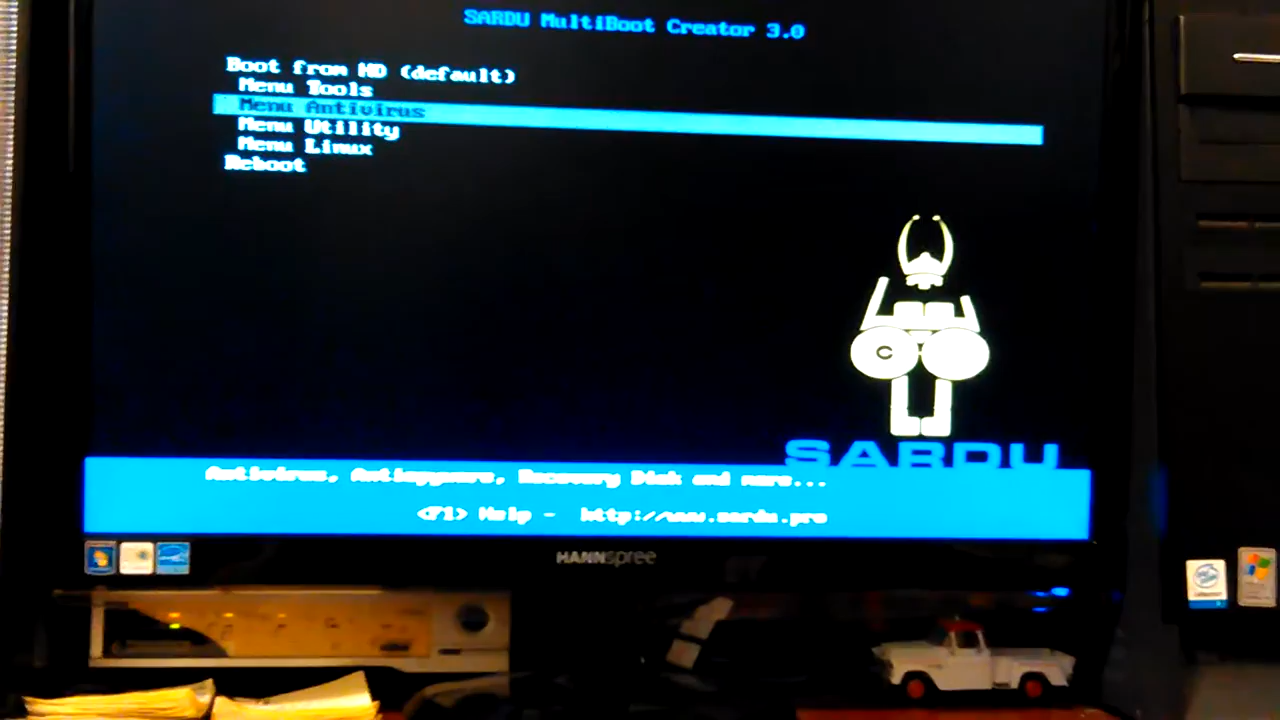 SARDU MultiBoot Creator 3.0
Boot from HD (default)
Menu Tools
Menu Antivirus
Menu Utility
Menu Linux
Reboot
C
SARDU
Antivirus, Antispyware, Recovery Disk and more...
<F1> Help - http://www.sardu.pro
HANNspree